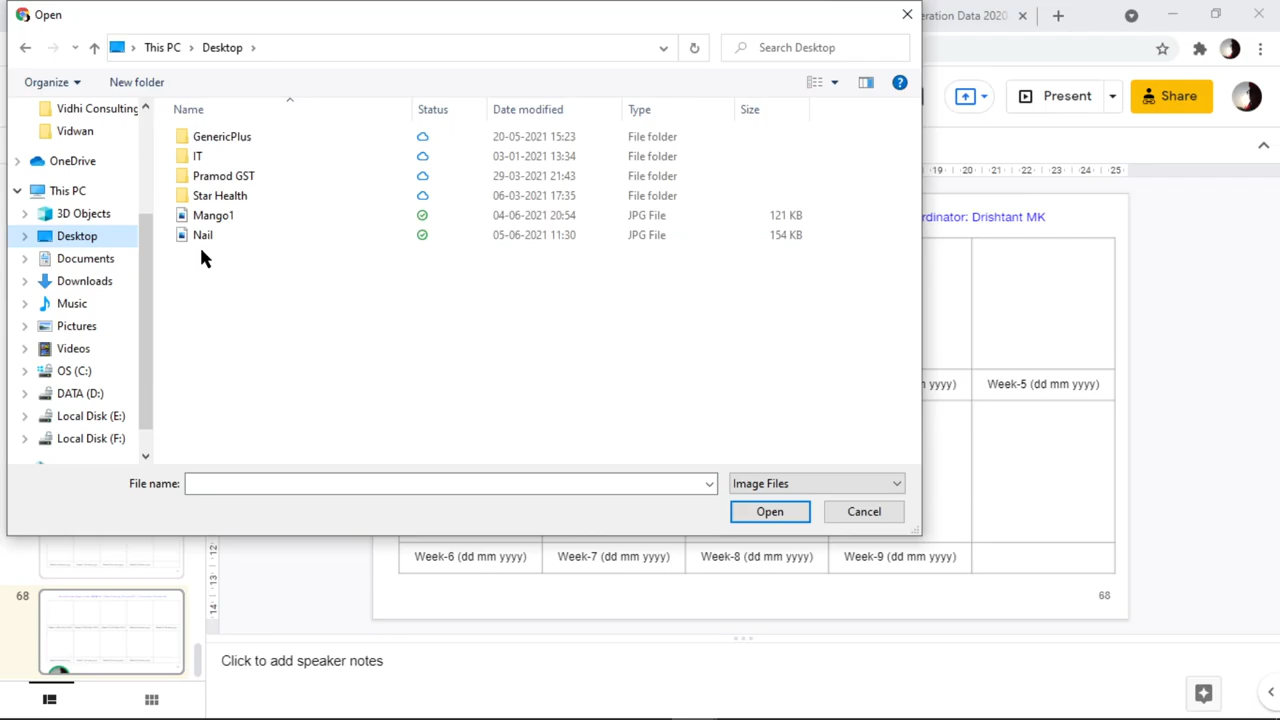 Open
eration Data 2020
This PC
Desktop
Search Desktop
Organize
New folder
Present
Share
Vidhi Consulting
Vidwan
OneDrive
This PC
3D Objects
Desktop
Documents
Downloads
Music
Pictures
Videos
OS (C:)
DATA (D:)
Local Disk (E:)
Local Disk (F:)
Name Status Date modified Type Size
GenericPlus 20-05-2021 15:23 File folder
IT 03-01-2021 13:34 File folder
Pramod GST 29-03-2021 21:43 File folder
Star Health 06-03-2021 17:35 File folder
Mango1 04-06-2021 20:54 JPG File 121 KB
Nail 05-06-2021 11:30 JPG File 154 KB
File name:
Image Files
Open
Cancel
19 20 21 22 23 24 25
rdinator: Drishtant MK
yyyy)
Week-5 (dd mm yyyy)
Week-6 (dd mm yyyy)
Week-7 (dd mm yyyy)
Week-8 (dd mm yyyy)
Week-9 (dd mm yyyy)
68
12
13
14
68
Click to add speaker notes